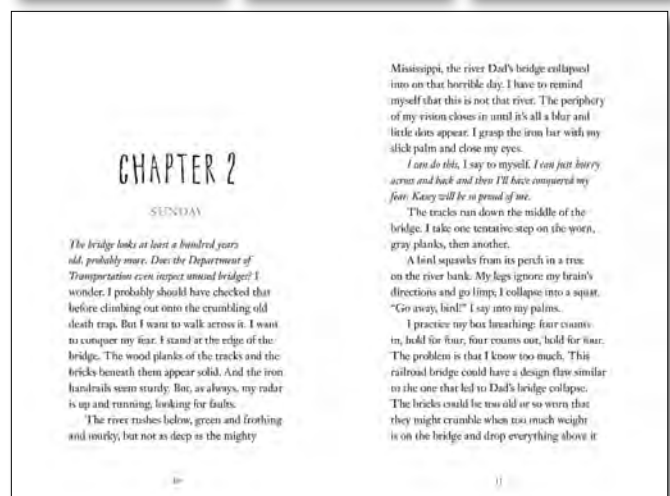 CHAPTER 2
SUNDAY
The bridge looks at least a hundred years
old, probably more. Does the Department of
Transportation even inspect unused bridges? I
wonder. I probably should have checked that
before climbing out onto the crumbling old
death trap. But I want to walk across it. I want
to conquer my fear. I stand at the edge of the
bridge. The wood planks of the tracks and the
bricks beneath them appear solid. And the iron
handrails seem sturdy. But, as always, my radar
is up and running, looking for faults.
The river rushes below, green and frothing
and murky, but not as deep as the mighty
10
Mississippi, the river Dad's bridge collapsed
into on that horrible day. I have to remind
myself that this is not that river. The periphery
of my vision closes in until it's all a blur and
little dots appear. I grasp the iron bar with my
slick palm and close my eyes.
I can do this, I say to myself. I can just hurry
across and back and then I'll have conquered my
fear. Kasey will be so proud of me.
The tracks run down the middle of the
bridge. I take one tentative step on the worn,
gray planks, then another.
A bird squawks from its perch in a tree
on the river bank. My legs ignore my brain's
directions and go limp; I collapse into a squat.
"Go away, bird!" I say into my palms.
I practice my box breathing: four counts
in, hold for four, four counts out, hold for four.
The problem is that I know too much. This
railroad bridge could have a design flaw similar
to the one that led to Dad's bridge collapse.
The bricks could be too old or so worn that
they might crumble when too much weight
is on the bridge and drop everything above it
11